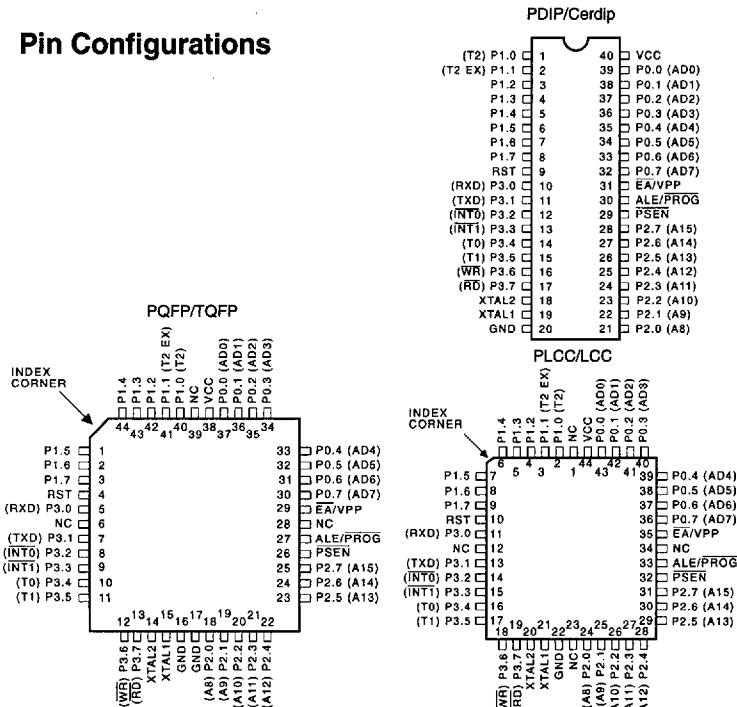 Pin Configurations
PDIP/Cerdip
(T2) P1.0 1 40 VCC
(T2 EX) P1.1 2 39 P0.0 (AD0)
P1.2 3 38 P0.1 (AD1)
P1.3 4 37 P0.2 (AD2)
P1.4 5 36 P0.3 (AD3)
P1.5 6 35 P0.4 (AD4)
P1.6 7 34 P0.5 (AD5)
P1.7 8 33 P0.6 (AD6)
RST 9 32 P0.7 (AD7)
(RXD) P3.0 10 31 EA/VPP
(TXD) P3.1 11 30 ALE/PROG
(INT0) P3.2 12 29 PSEN
(INT1) P3.3 13 28 P2.7 (A15)
(T0) P3.4 14 27 P2.6 (A14)
(T1) P3.5 15 26 P2.5 (A13)
(WR) P3.6 16 25 P2.4 (A12)
(RD) P3.7 17 24 P2.3 (A11)
XTAL2 18 23 P2.2 (A10)
XTAL1 19 22 P2.1 (A9)
GND 20 21 P2.0 (A8)
PQFP/TQFP
INDEX
CORNER
P1.4
P1.3
P1.2
P1.1 (T2 EX)
P1.0 (T2)
NC
VCC
P0.0 (AD0)
P0.1 (AD1)
P0.2 (AD2)
P0.3 (AD3)
44 43 42 41 40 39 38 37 36 35 34
P1.5 1 33 P0.4 (AD4)
P1.6 2 32 P0.5 (AD5)
P1.7 3 31 P0.6 (AD6)
RST 4 30 P0.7 (AD7)
(RXD) P3.0 5 29 EA/VPP
NC 6 28 NC
(TXD) P3.1 7 27 ALE/PROG
(INT0) P3.2 8 26 PSEN
(INT1) P3.3 9 25 P2.7 (A15)
(T0) P3.4 10 24 P2.6 (A14)
(T1) P3.5 11 23 P2.5 (A13)
12 13 14 15 16 17 18 19 20 21 22
(WR) P3.6
(RD) P3.7
XTAL2
XTAL1
GND
GND
(A8) P2.0
(A9) P2.1
(A10) P2.2
(A11) P2.3
(A12) P2.4
PLCC/LCC
INDEX
CORNER
P1.4
P1.3
P1.2
P1.1 (T2 EX)
P1.0 (T2)
NC
VCC
P0.0 (AD0)
P0.1 (AD1)
P0.2 (AD2)
P0.3 (AD3)
6 5 4 3 2 1 44 43 42 41 40
P1.5 7 39 P0.4 (AD4)
P1.6 8 38 P0.5 (AD5)
P1.7 9 37 P0.6 (AD6)
RST 10 36 P0.7 (AD7)
(RXD) P3.0 11 35 EA/VPP
NC 12 34 NC
(TXD) P3.1 13 33 ALE/PROG
(INT0) P3.2 14 32 PSEN
(INT1) P3.3 15 31 P2.7 (A15)
(T0) P3.4 16 30 P2.6 (A14)
(T1) P3.5 17 29 P2.5 (A13)
18 19 20 21 22 23 24 25 26 27 28
WR) P3.6
RD) P3.7
XTAL2
XTAL1
GND
NC
(A8) P2.0
(A9) P2.1
A10) P2.2
A11) P2.3
A12) P2.4